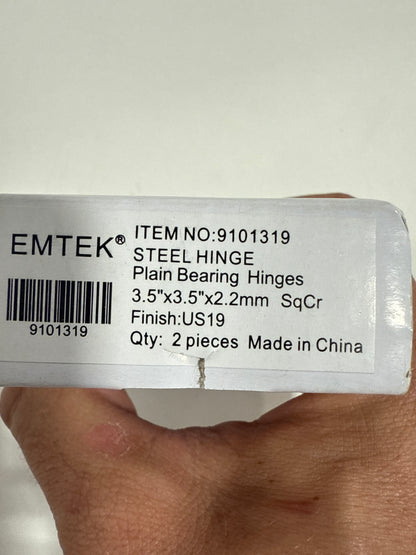 EMTEK®
9101319
ITEM NO:9101319
STEEL HINGE
Plain Bearing Hinges
3.5"x3.5"x2.2mm SqCr
Finish:US19
Qty: 2 pieces Made in China